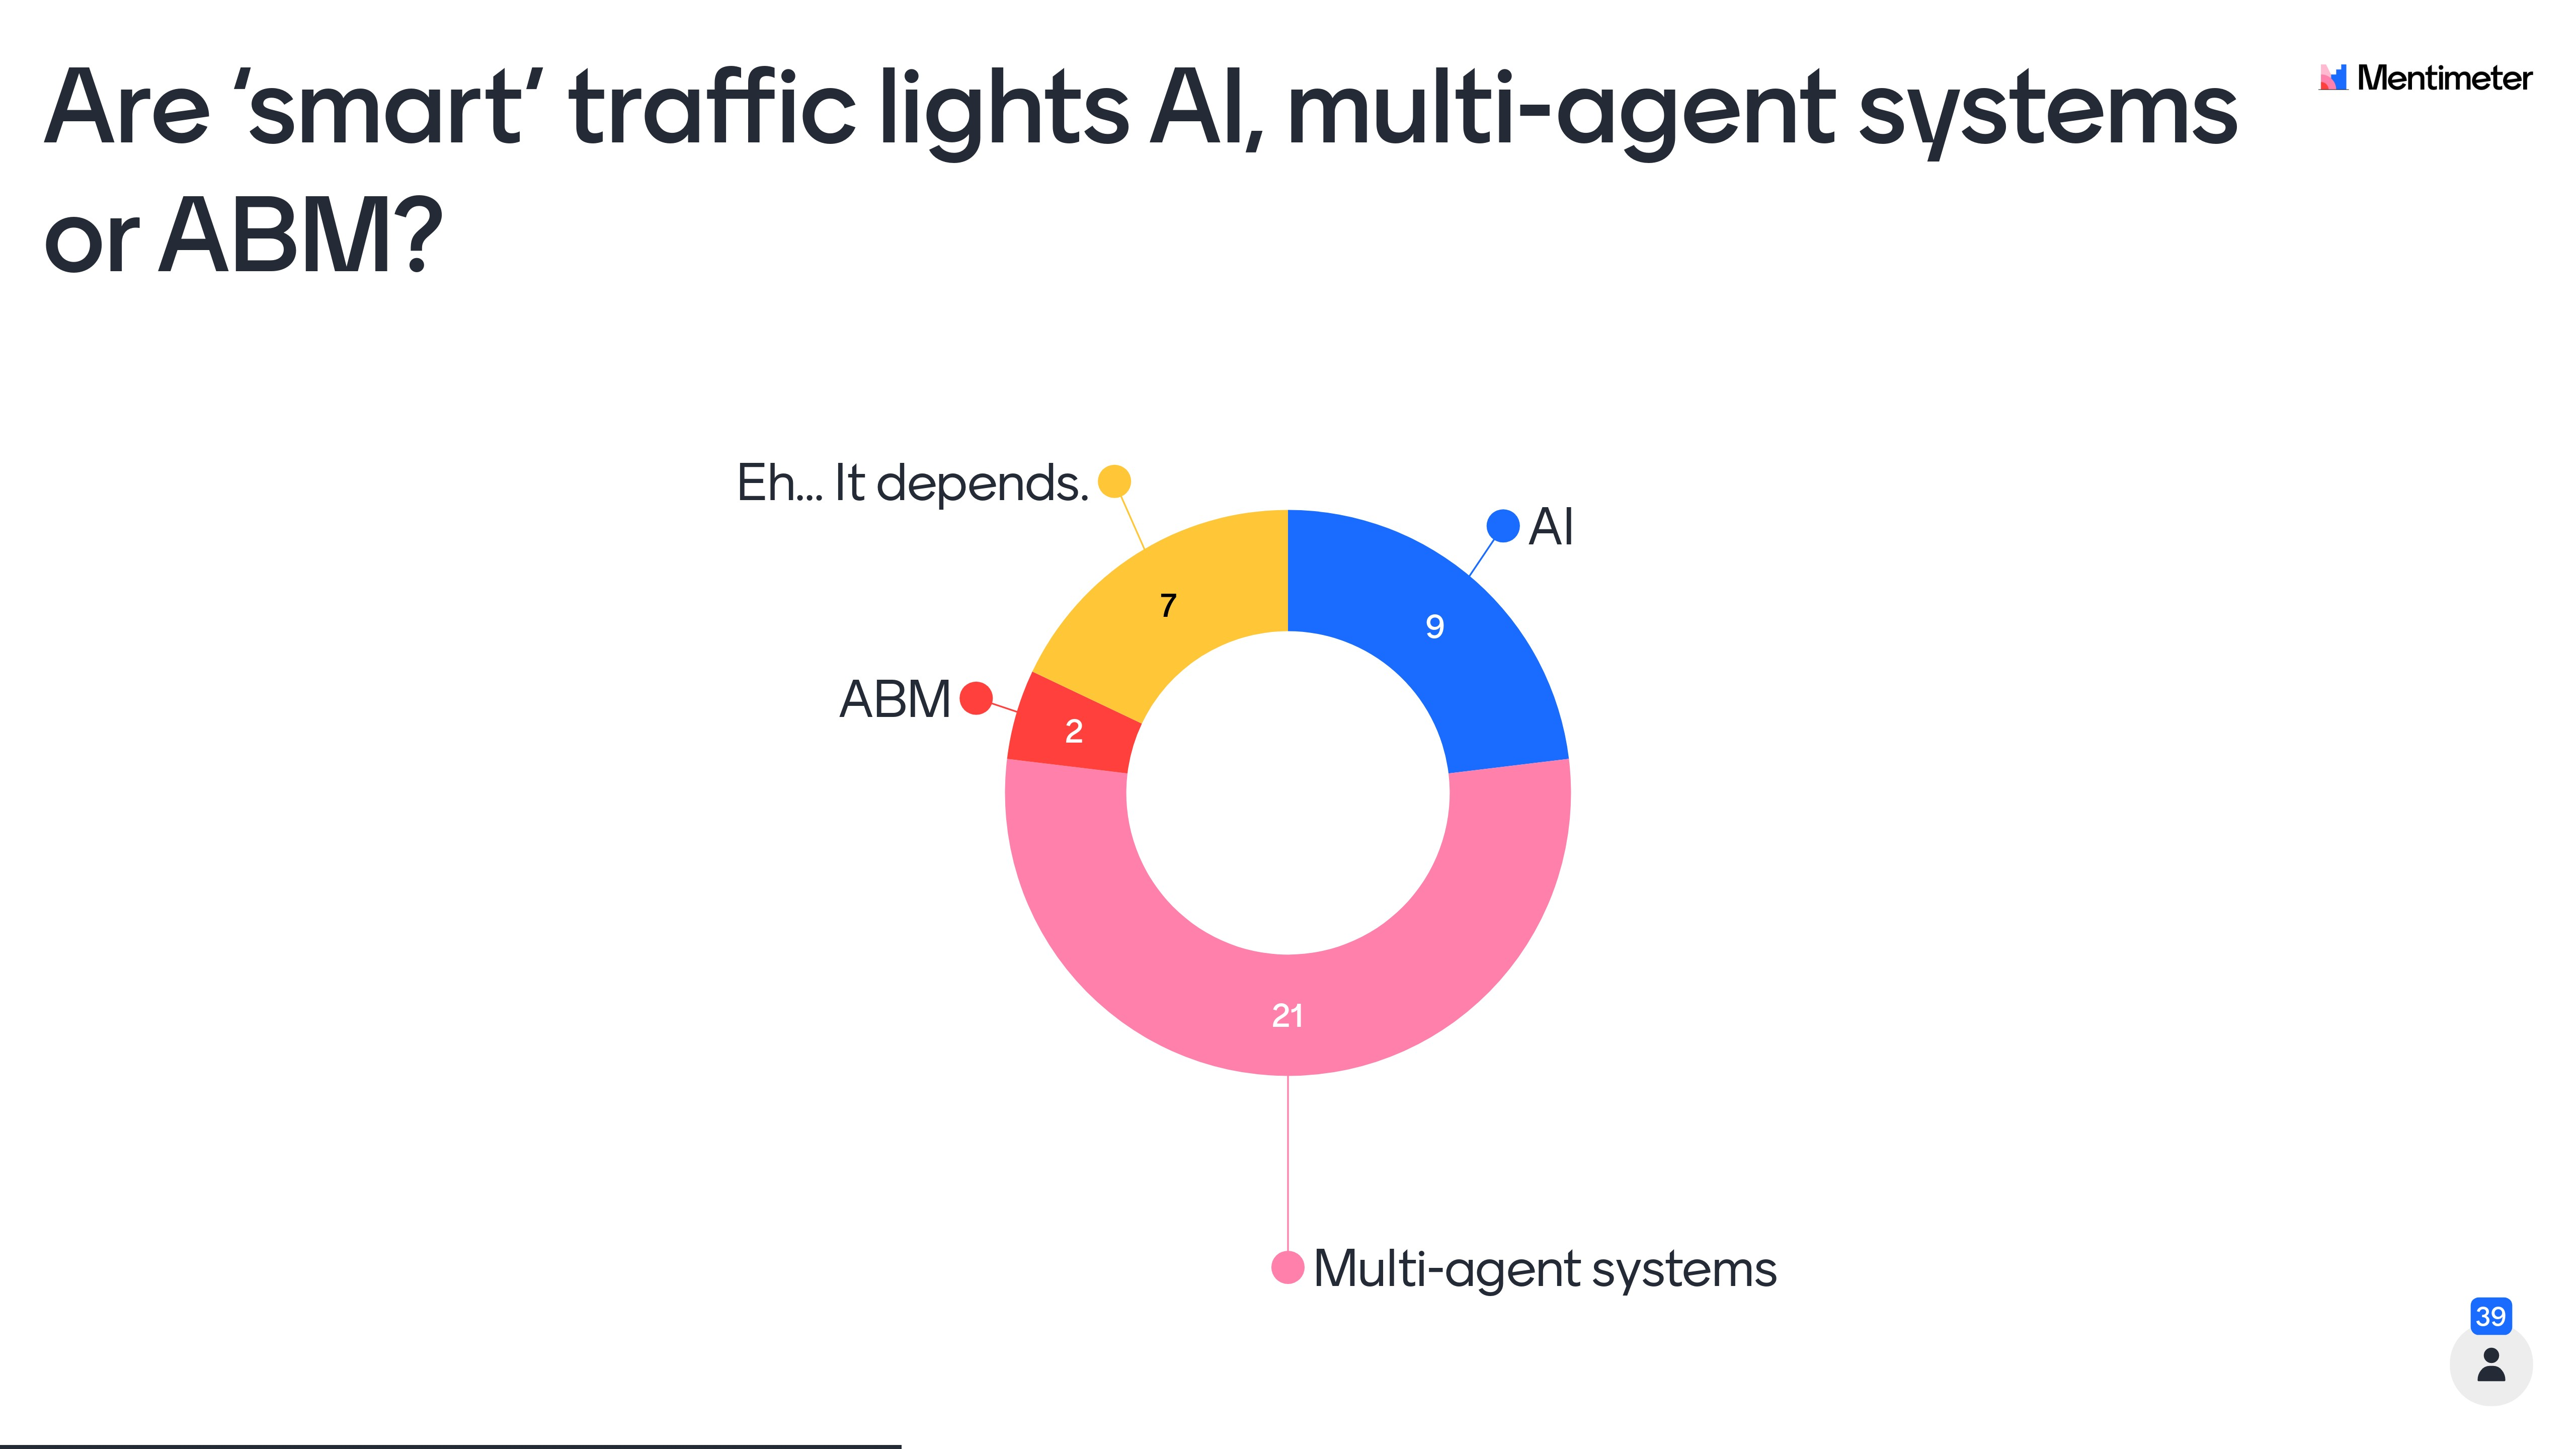 Are ‘smart’ traffic lights AI, multi-agent systems
or ABM?
Mentimeter
Eh... It depends.
AI
7
9
ABM
2
21
Multi-agent systems
39